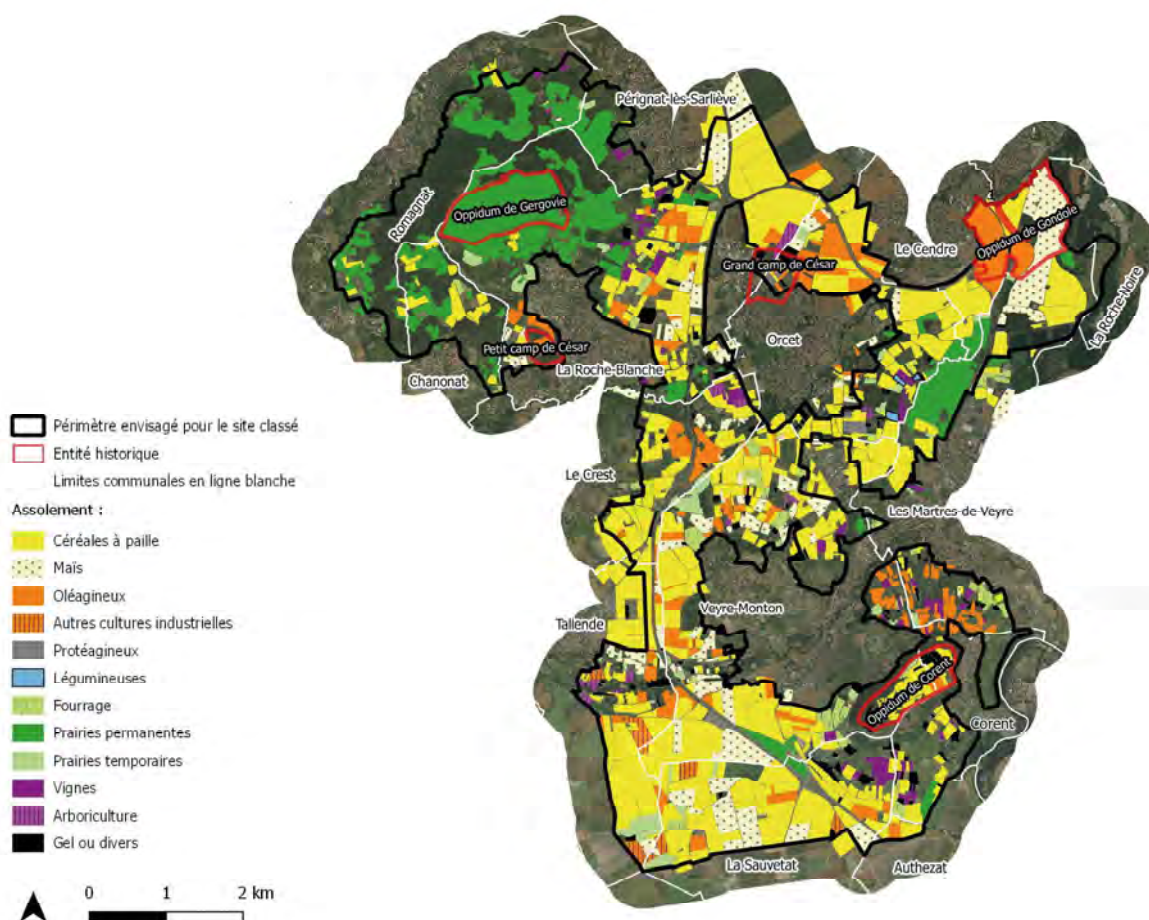 Pérignat-lès-Sarliève
Romagnat
Oppidum de Gergovie
Oppidum de Gondole
Le Cendre
Grand camp de César
La Roche-Noire
Orcet
Petit camp de César
La Roche-Blanche
Chanonat
Le Crest
Les Martres-de-Veyre
Veyre-Monton
Tallende
Oppidum de Corent
Corent
La Sauvetat
Authezat
Périmètre envisagé pour le site classé
Entité historique
Limites communales en ligne blanche
Assolement :
Céréales à paille
Maïs
Oléagineux
Autres cultures industrielles
Protéagineux
Légumineuses
Fourrage
Prairies permanentes
Prairies temporaires
Vignes
Arboriculture
Gel ou divers
0 1 2 km